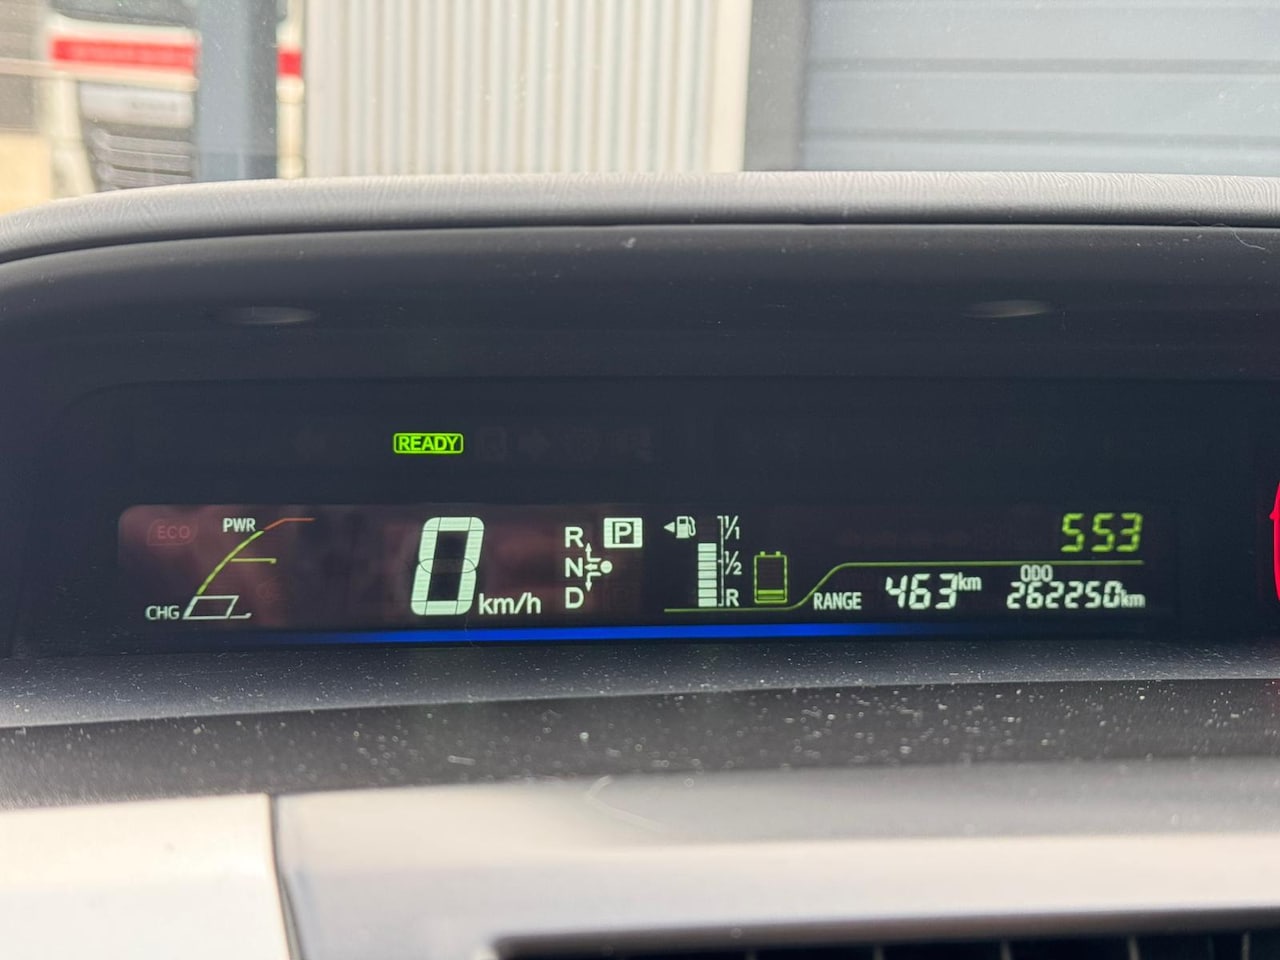 READY
ECO
PWR
CHG
0 km/h
R
N
D
P
1/1
1/2
R
553
RANGE 463km
ODO
262250km